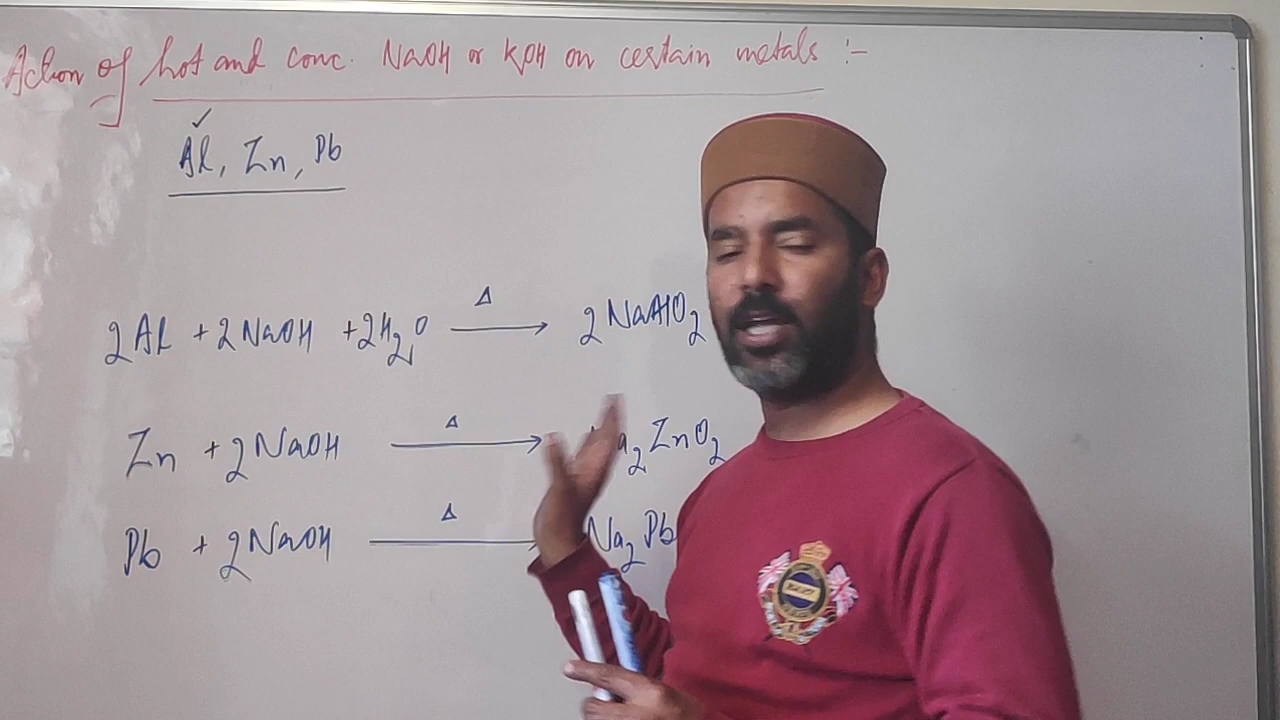 Action of hot and conc. NaOH or KOH on certain metals :-
Al, Zn, Pb
2Al + 2NaOH + 2H₂O Δ→ 2NaAlO₂
Zn + 2NaOH Δ→ Na₂ZnO₂
Pb + 2NaOH Δ→ Na₂Pb